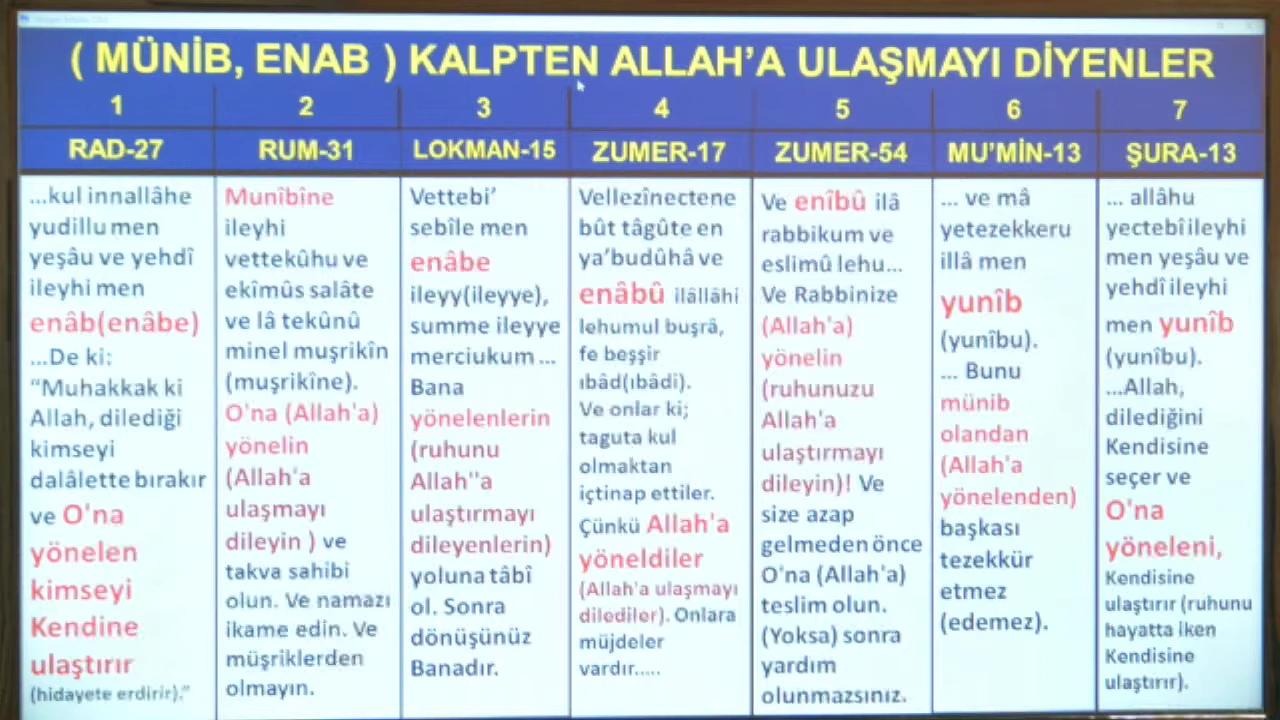 ( MÜNİB, ENAB ) KALPTEN ALLAH'A ULAŞMAYI DİYENLER
1
2
3
4
5
6
7
RAD-27
RUM-31
LOKMAN-15
ZUMER-17
ZUMER-54
MU'MİN-13
ŞURA-13
...kul innallâhe
yudillu men
yeşâu ve yehdî
ileyhi men
enâb(enâbe)
...De ki:
“Muhakkak ki
Allah, dilediği
kimseyi
dalâlette bırakır
ve O'na
yönelen
kimseyi
Kendine
ulaştırır
(hidayete erdirir).”
Munîbîne
ileyhi
vettekûhu ve
ekîmûs salâte
ve lâ tekûnû
minel muşrikîn
(muşrikîne).
O'na (Allah'a)
yönelin
(Allah'a
ulaşmayı
dileyin ) ve
takva sahibi
olun. Ve namazı
ikame edin. Ve
müşriklerden
olmayın.
Vettebi’
sebîle men
enâbe
ileyy(ileyye),
summe ileyye
merciukum ...
Bana
yönelenlerin
(ruhunu
Allah''a
ulaştırmayı
dileyenlerin)
yoluna tâbî
ol. Sonra
dönüşünüz
Banadır.
Vellezînectene
bût tâgûte en
ya’budûhâ ve
enâbû ilâllâhi
lehumul buşrâ,
fe beşşir
ıbâd(ıbâdi).
Ve onlar ki;
taguta kul
olmaktan
içtinap ettiler.
Çünkü Allah'a
yöneldiler
(Allah'a ulaşmayı
dilediler). Onlara
müjdeler
vardır.....
Ve enîbû ilâ
rabbikum ve
eslimû lehu...
Ve Rabbinize
(Allah'a)
yönelin
(ruhunuzu
Allah'a
ulaştırmayı
dileyin)! Ve
size azap
gelmeden önce
O'na (Allah'a)
teslim olun.
(Yoksa) sonra
yardım
olunmazsınız.
... ve mâ
yetezekkeru
illâ men
yunîb
(yunîbu).
... Bunu
münib
olandan
(Allah'a
yönelenden)
başkası
tezekkür
etmez
(edemez).
... allâhu
yectebî ileyhi
men yeşâu ve
yehdî ileyhi
men yunîb
(yunîbu).
...Allah,
dilediğini
Kendisine
seçer ve
O'na
yöneleni,
Kendisine
ulaştırır (ruhunu
hayatta iken
Kendisine
ulaştırır).